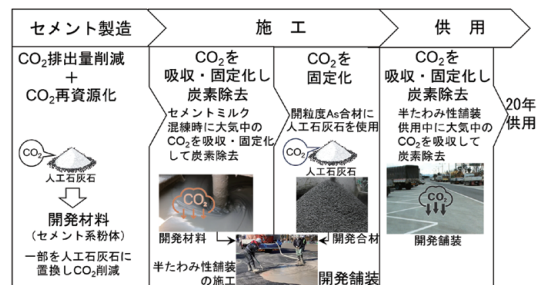 セメント製造
施 工
供 用
CO₂排出量削減
+
CO₂再資源化
CO₂
人工石灰石
開発材料
（セメント系粉体）
一部を人工石灰石に
置換しCO₂削減
CO₂を
吸収・固定化し
炭素除去
セメントミルク
混練時に大気中の
CO₂を吸収・固定化
して炭素除去
CO₂
開発材料
CO₂を
固定化
開粒度As合材に
人工石灰石を使用
CO₂
人工石灰石
開発合材
半たわみ性舗装
の施工
開発舗装
CO₂を
吸収・固定化し
炭素除去
半たわみ性舗装
供用中に大気中の
CO₂を吸収して
炭素除去
CO₂
開発舗装
20年
供用